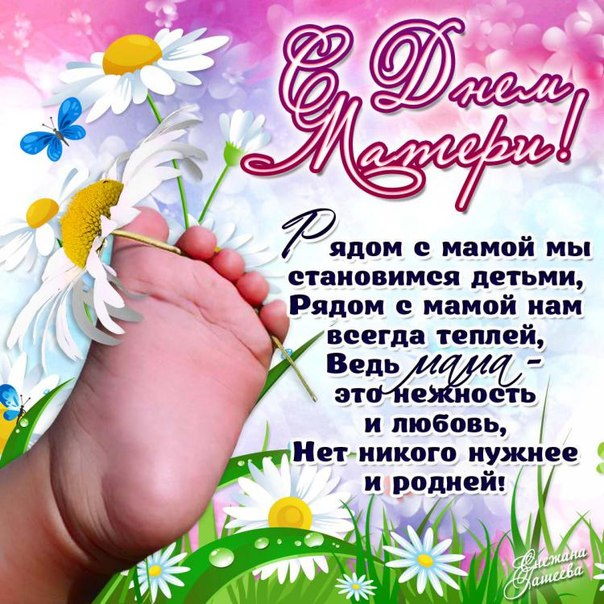 С Днем
Матери!
Рядом с мамой мы
становимся детьми,
Рядом с мамой нам
всегда теплей,
Ведь мама -
это нежность
и любовь,
Нет никого нужнее
и родней!
Снежана